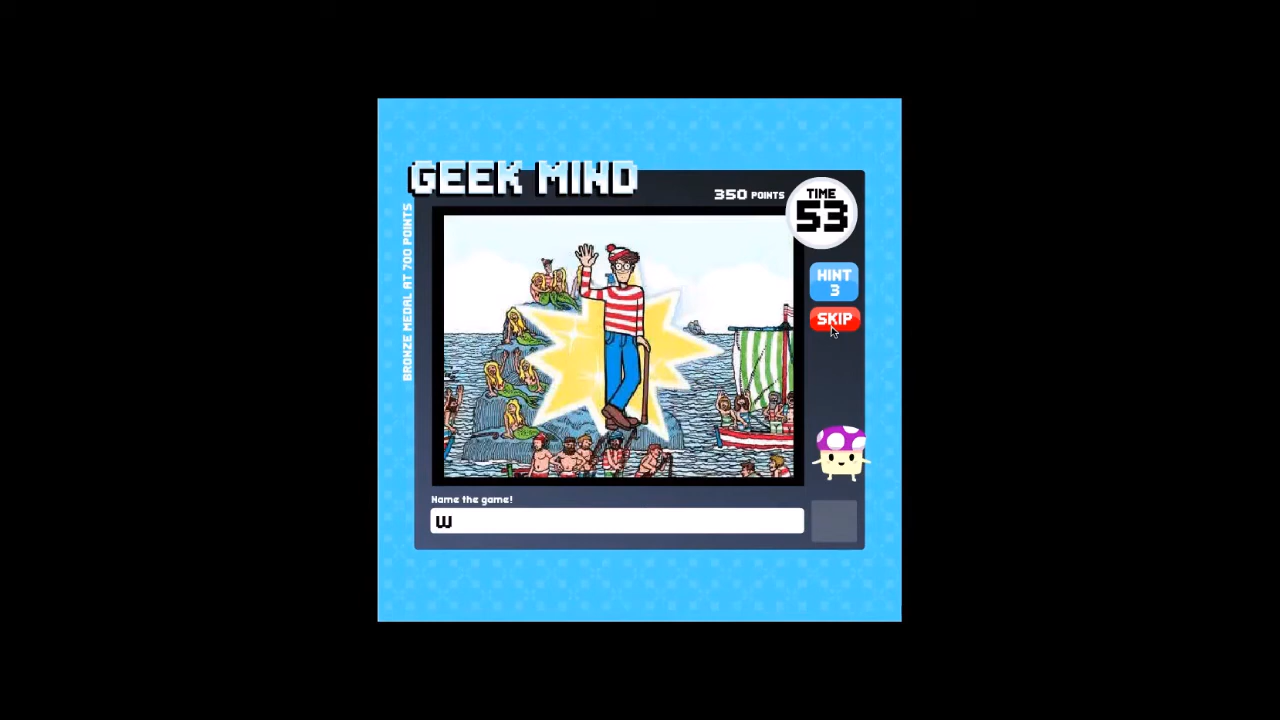 GEEK MIND
350 POINTS
TIME
53
BRONZE MEDAL AT 700 POINTS
HINT
3
SKIP
Name the game!
W